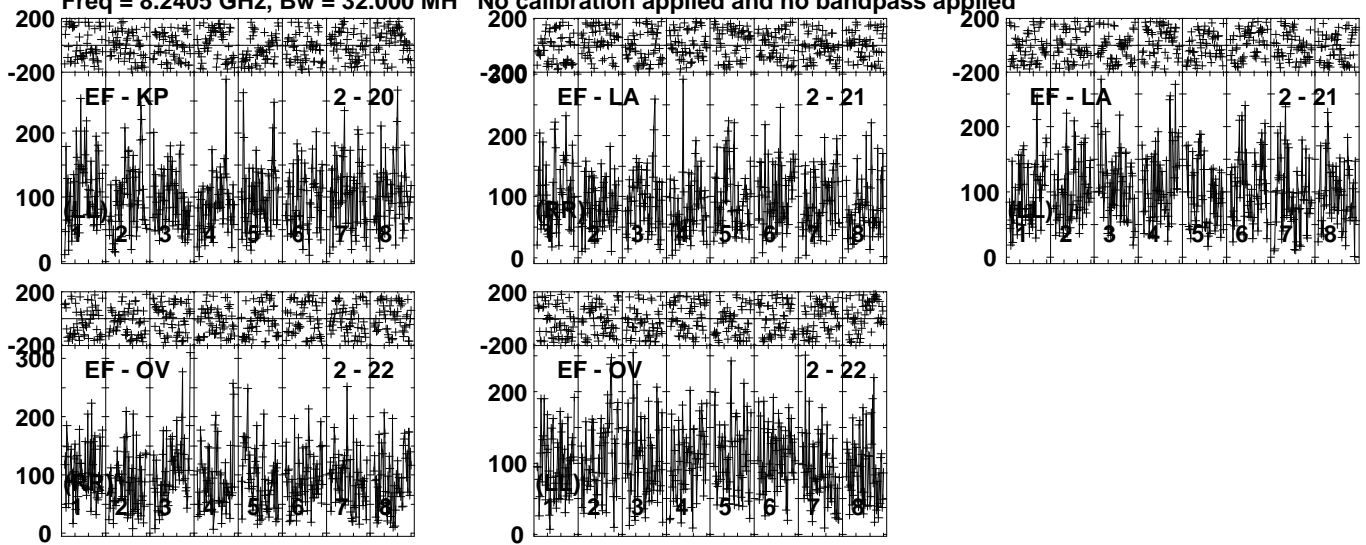 Freq = 8.2405 GHz, Bw = 32.000 MH No calibration applied and no bandpass applied
200
-200
EF - KP 2 - 20
200
100
(LL)
1 2 3 4 5 6 7 8
0
200
-200
300
EF - LA 2 - 21
200
100
(RR)
1 2 3 4 5 6 7 8
0
200
-200
EF - LA 2 - 21
200
100
(LL)
1 2 3 4 5 6 7 8
0
200
-200
300
EF - OV 2 - 22
200
100
(RR)
1 2 3 4 5 6 7 8
0
200
-200
EF - OV 2 - 22
200
100
(LL)
1 2 3 4 5 6 7 8
0